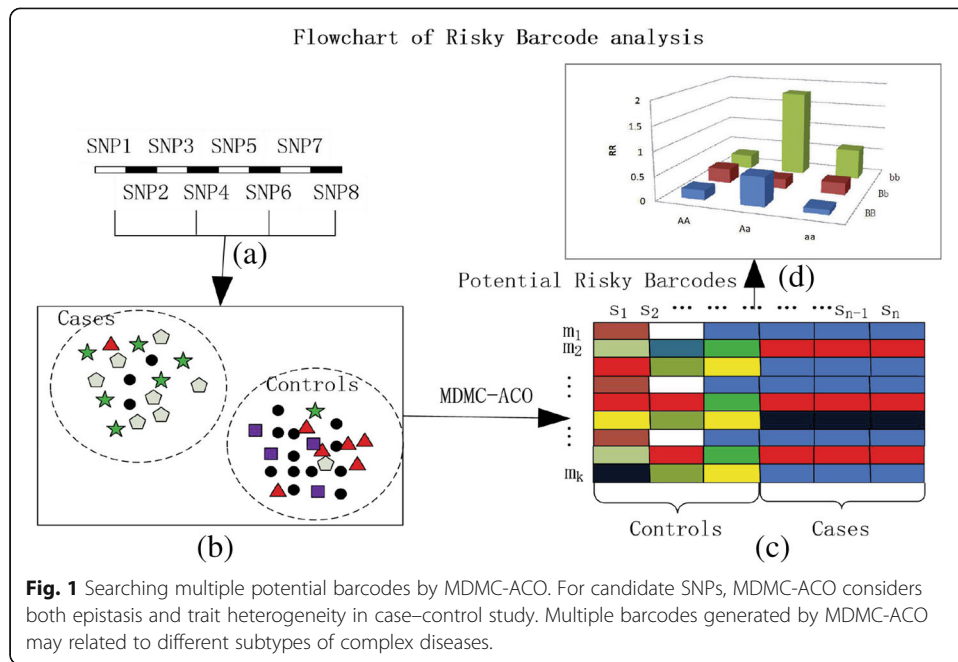 Flowchart of Risky Barcode analysis
SNP1 SNP3 SNP5 SNP7
SNP2 SNP4 SNP6 SNP8
(a)
2
1.5
1
0.5
0
RR
AA
Aa
aa
bb
Bb
BB
(d)
Potential Risky Barcodes
Cases
Controls
(b)
MDMC-ACO
s1 s2 ... ... ... ... ... sn-1 sn
m1
m2
⋮
⋮
mk
Controls Cases
(c)
Fig. 1 Searching multiple potential barcodes by MDMC-ACO. For candidate SNPs, MDMC-ACO considers
both epistasis and trait heterogeneity in case–control study. Multiple barcodes generated by MDMC-ACO
may related to different subtypes of complex diseases.